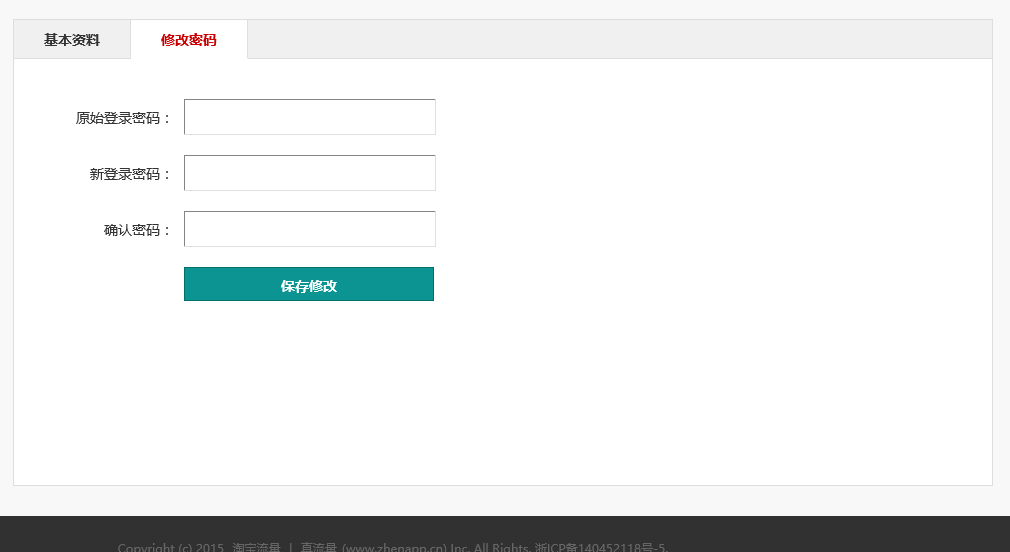 基本资料 修改密码
原始登录密码：
新登录密码：
确认密码：
保存修改
Copyright (c) 2015 淘宝流量 | 真流量 (www.zhenapp.cn) Inc. All Rights. 浙ICP备140452118号-5.